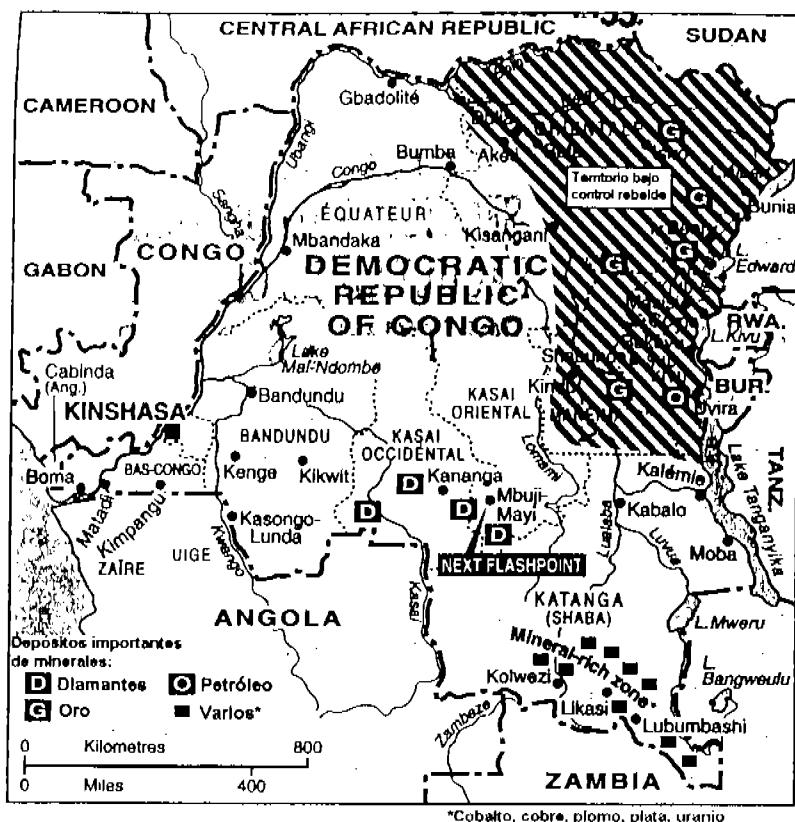 CENTRAL AFRICAN REPUBLIC
SUDAN
CAMEROON
Gbadolité
Ubangi
Bumba
Congo
Sangha
ÉQUATEUR
Territorio bajo
control rebelde
Bunia
Kisangani
Mbandaka
CONGO
GABON
DEMOCRATIC
REPUBLIC
OF CONGO
L.
Edward
RWA.
L. Kivu
BUR.
Uvira
Lake
Mai-Ndombe
Cabinda
(Ang.)
KINSHASA
Bandundu
BANDUNDU
KASAI
ORIENTAL
KASAI
OCCIDENTAL
Lomami
BAS-CONGO
Kenge
Kikwit
Kananga
Mbuji-
Mayi
Kalémie
Kabalo
Lake Tanganyika
TANZ.
Boma
Matadi
Kimpangu
Kasongo-
Lunda
Kwango
UIGE
ZAÏRE
Kasai
NEXT FLASHPOINT
Lualaba
Luvua
Moba
ANGOLA
KATANGA
(SHABA)
L.Mweru
Mineral-rich zone
L.
Bangweulu
Kolwezi
Likasi
Lubumbashi
Zambeze
ZAMBIA
G
G
G
G
G
O
D
D
D
D
Depositos importantes
de minerales:
D Diamantes
O Petróleo
G Oro
Varios*
0 Kilometres 800
0 Miles 400
*Cobalto, cobre, plomo, plata, uranio